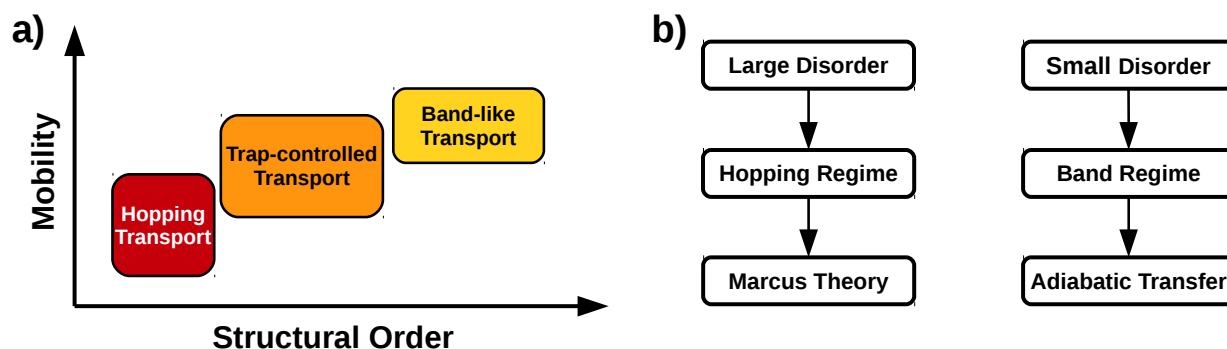 a)
Mobility
Hopping
Transport
Trap-controlled
Transport
Band-like
Transport
Structural Order
b)
Large Disorder
Small Disorder
Hopping Regime
Band Regime
Marcus Theory
Adiabatic Transfer